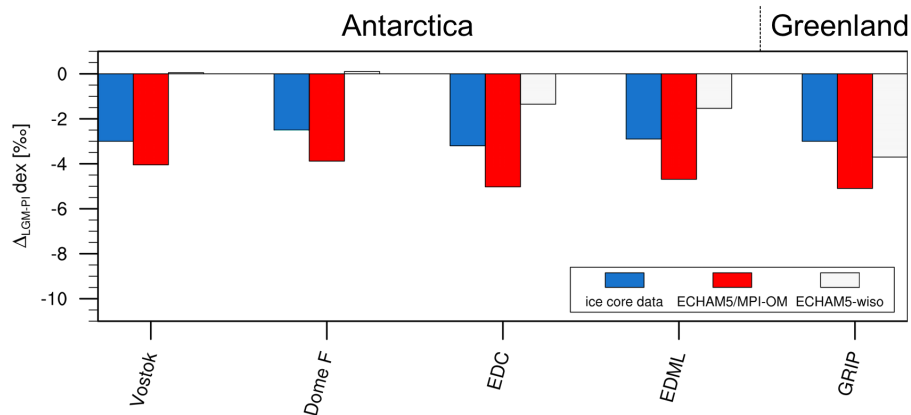 Antarctica
Greenland
Δ LGM-PI dex [‰]
0
-2
-4
-6
-8
-10
ice core data
ECHAM5/MPI-OM
ECHAM5-wiso
Vostok
Dome F
EDC
EDML
GRIP